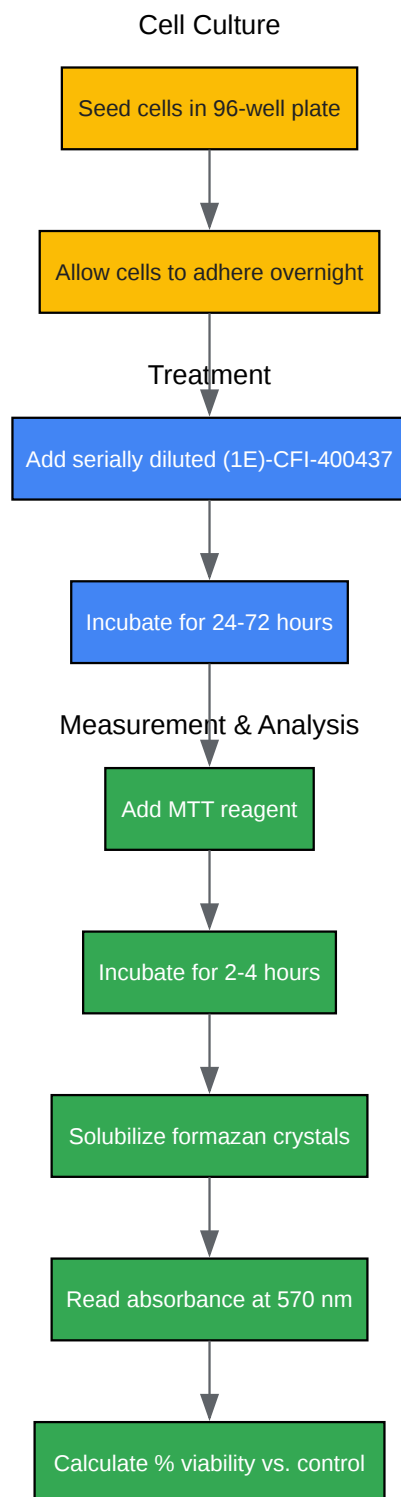 Cell Culture
Seed cells in 96-well plate
Allow cells to adhere overnight
Treatment
Add serially diluted (1E)-CFI-400437
Incubate for 24-72 hours
Measurement & Analysis
Add MTT reagent
Incubate for 2-4 hours
Solubilize formazan crystals
Read absorbance at 570 nm
Calculate % viability vs. control